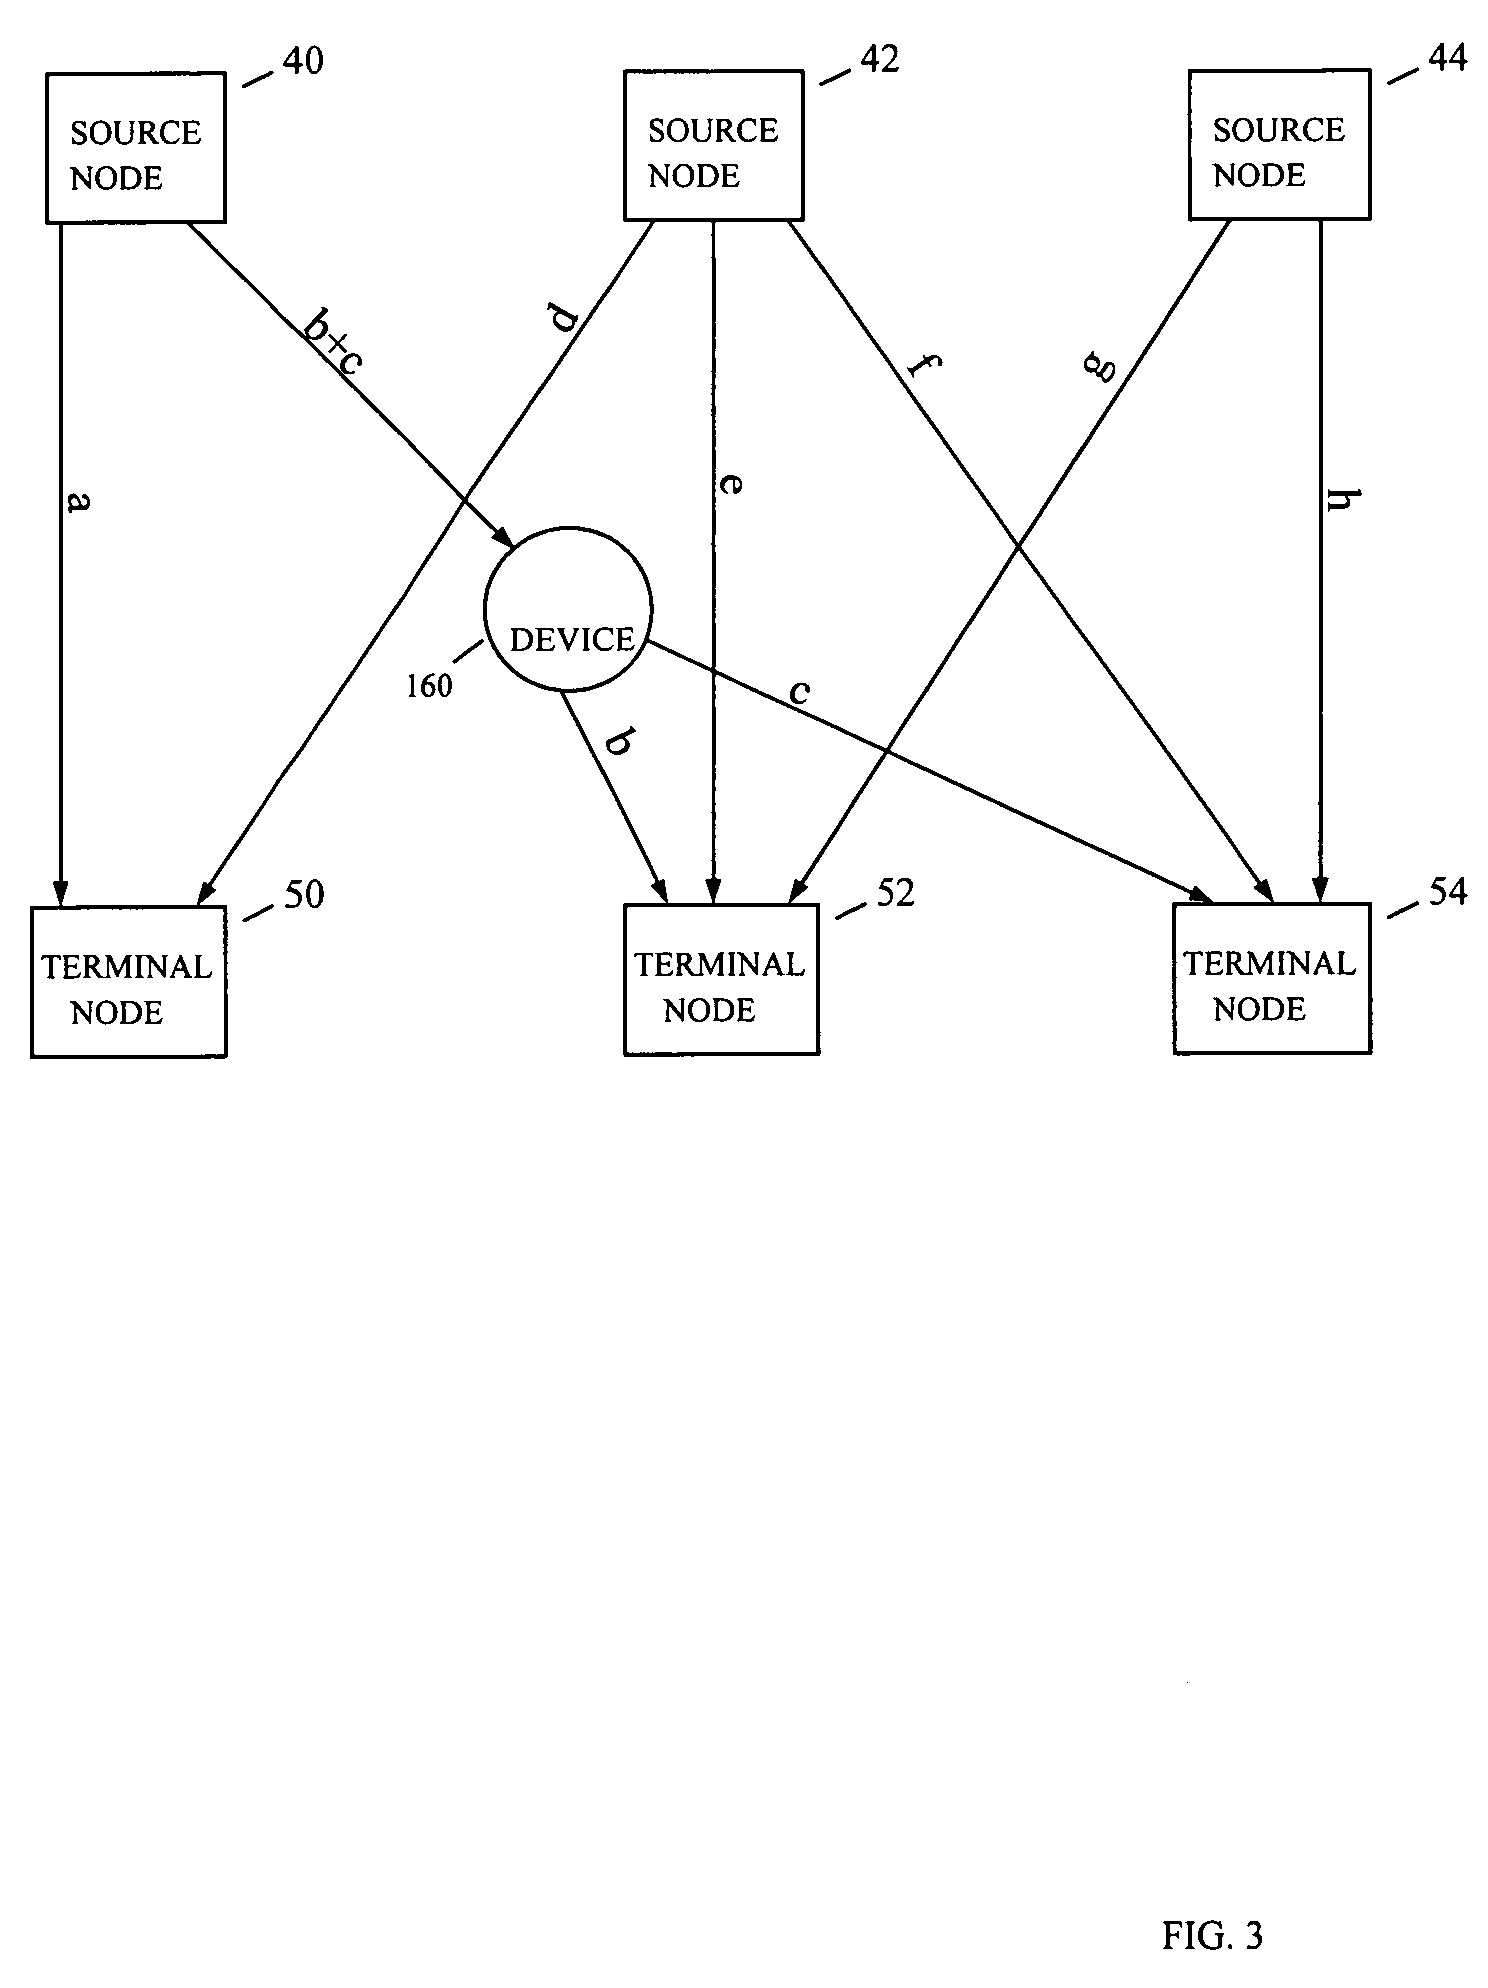 40
42
44
SOURCE
NODE
SOURCE
NODE
SOURCE
NODE
b+c
d
f
g
a
e
h
DEVICE
160
c
b
50
52
54
TERMINAL
NODE
TERMINAL
NODE
TERMINAL
NODE
FIG. 3